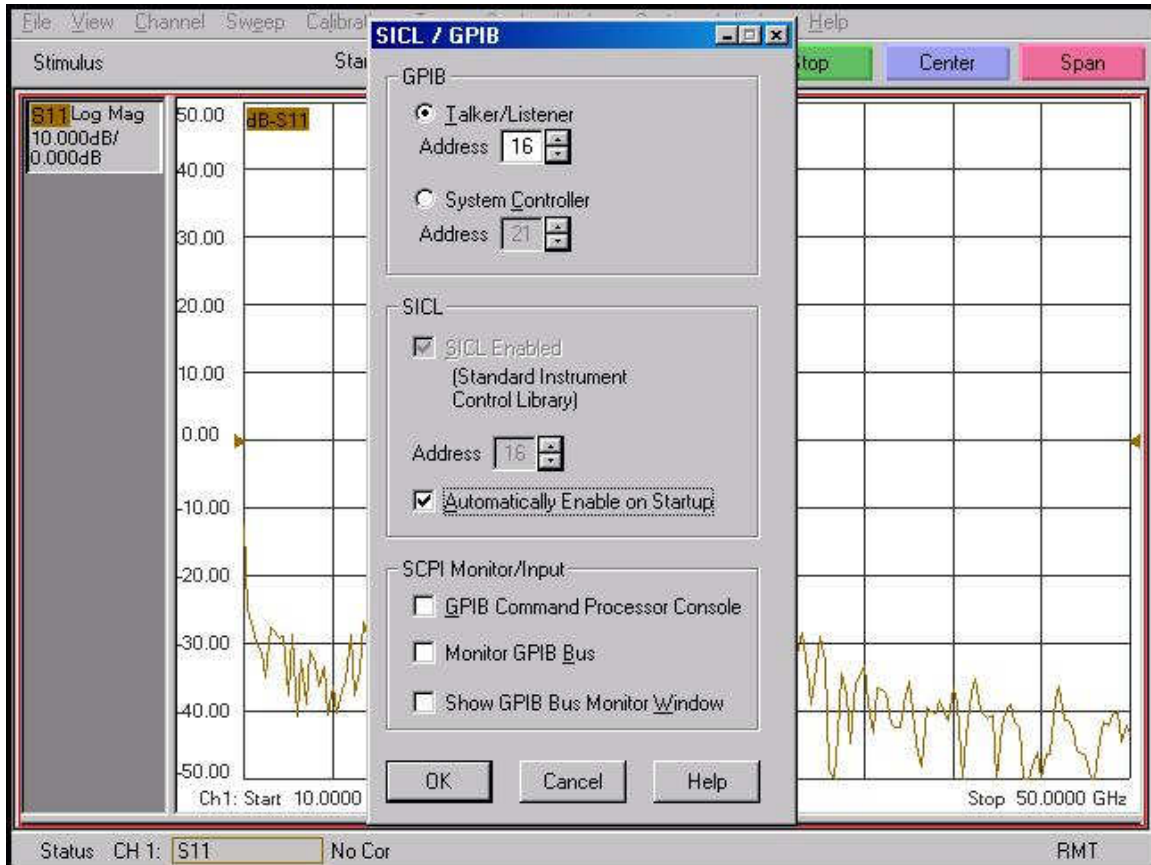 File View Channel Sweep Calibra Help
Stimulus Sta top Center Span
SICL / GPIB
S11 Log Mag
10.000dB/
0.000dB
dB-S11
50.00
40.00
30.00
20.00
10.00
0.00
-10.00
-20.00
-30.00
-40.00
-50.00
GPIB
Talker/Listener
Address 16
System Controller
Address 21
SICL
SICL Enabled
(Standard Instrument
Control Library)
Address 16
Automatically Enable on Startup
SCPI Monitor/Input
GPIB Command Processor Console
Monitor GPIB Bus
Show GPIB Bus Monitor Window
OK Cancel Help
Ch1: Start 10.0000 Stop 50.0000 GHz
Status CH 1: S11 No Cor RMT